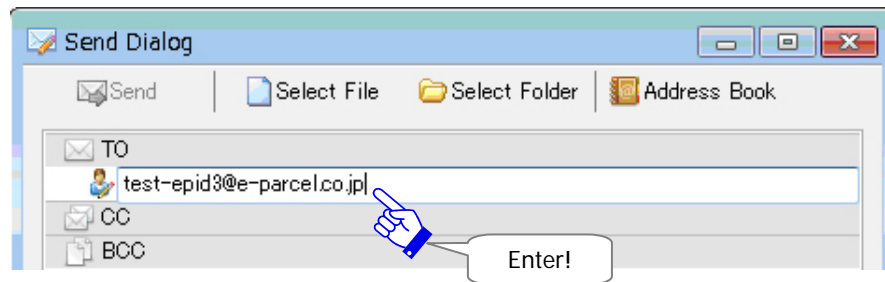 Send Dialog
Send Select File Select Folder Address Book
TO
test-epid3@e-parcel.co.jp
CC
BCC
Enter!